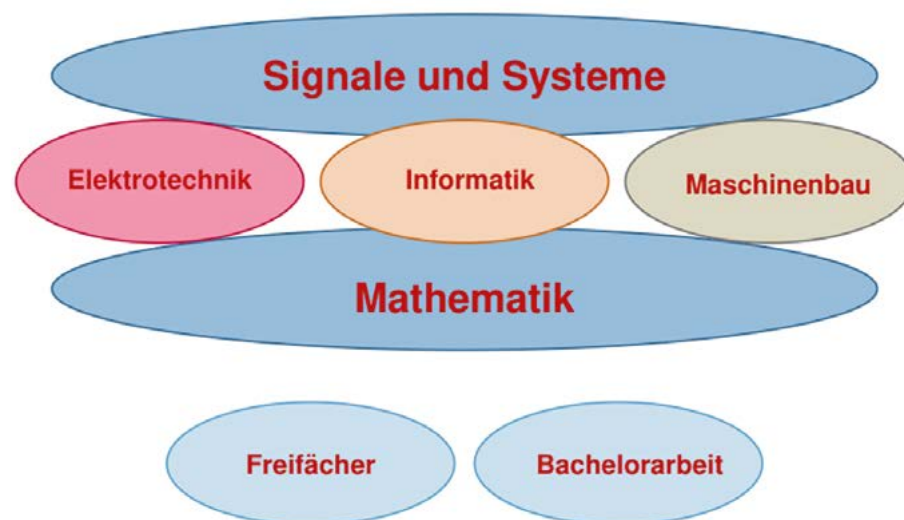 Signale und Systeme
Elektrotechnik
Informatik
Maschinenbau
Mathematik
Freifächer
Bachelorarbeit